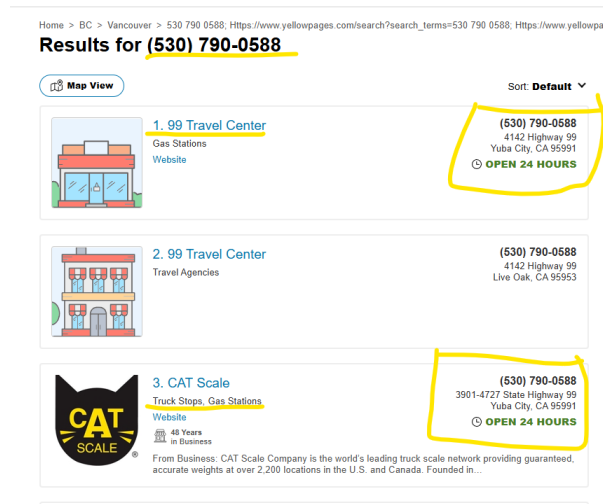 Home > BC > Vancouver > 530 790 0588; Https://www.yellowpages.com/search?search_terms=530 790 0588; Https://www.yellowpa
Results for (530) 790-0588
Map View
Sort: Default
1. 99 Travel Center
Gas Stations
Website
(530) 790-0588
4142 Highway 99
Yuba City, CA 95991
OPEN 24 HOURS
2. 99 Travel Center
Travel Agencies
(530) 790-0588
4142 Highway 99
Live Oak, CA 95953
CAT
SCALE
®
3. CAT Scale
Truck Stops, Gas Stations
Website
48 Years
in Business
(530) 790-0588
3901-4727 State Highway 99
Yuba City, CA 95991
OPEN 24 HOURS
From Business: CAT Scale Company is the world's leading truck scale network providing guaranteed,
accurate weights at over 2,200 locations in the U.S. and Canada. Founded in...